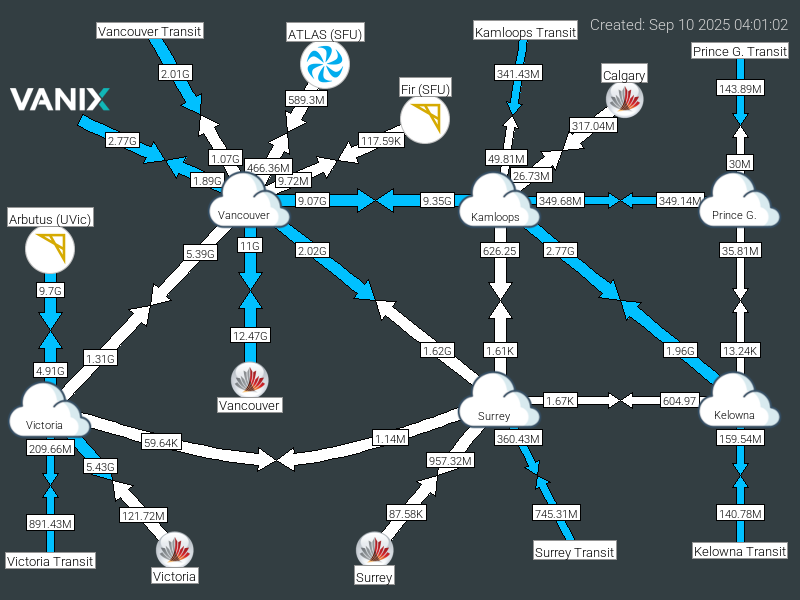 Created: Sep 10 2025 04:01:02
Vancouver Transit
ATLAS (SFU)
Kamloops Transit
Prince G. Transit
2.01G
341.43M
Calgary
143.89M
VANIX
589.3M
Fir (SFU)
317.04M
2.77G
117.59K
1.07G
466.36M
49.81M
30M
1.89G
9.72M
26.73M
9.07G
9.35G
349.68M
349.14M
Arbutus (UVic)
Vancouver
Kamloops
Prince G.
5.39G
11G
2.02G
626.25
2.77G
35.81M
9.7G
12.47G
1.31G
1.62G
1.61K
1.96G
13.24K
4.91G
Vancouver
1.67K
604.97
Victoria
Surrey
Kelowna
209.66M
59.64K
1.14M
360.43M
159.54M
5.43G
957.32M
891.43M
121.72M
87.58K
745.31M
140.78M
Victoria Transit
Victoria
Surrey
Surrey Transit
Kelowna Transit